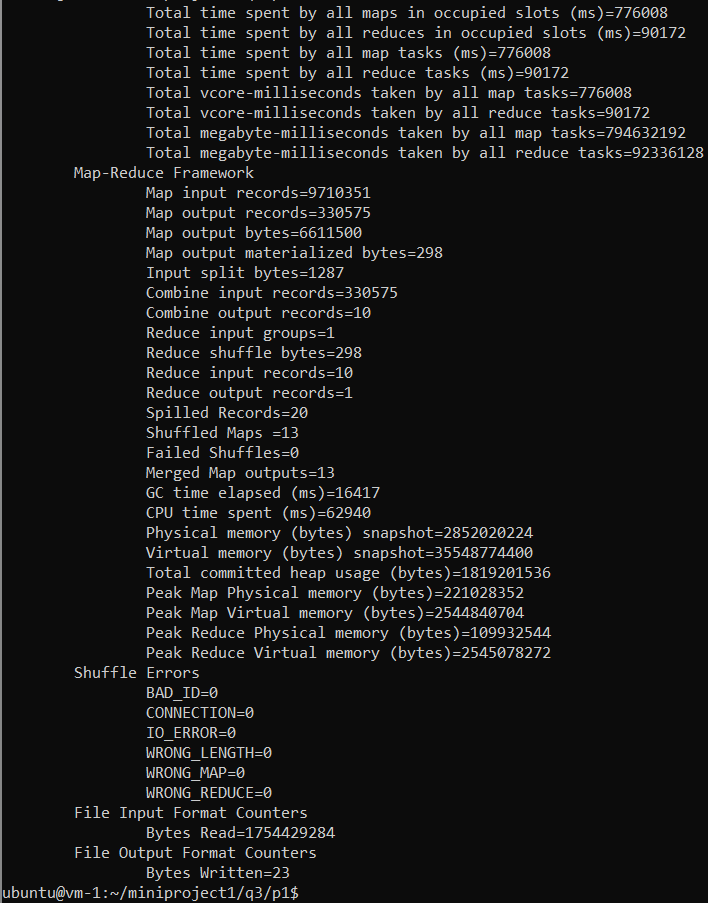 Total time spent by all maps in occupied slots (ms)=776008
Total time spent by all reduces in occupied slots (ms)=90172
Total time spent by all map tasks (ms)=776008
Total time spent by all reduce tasks (ms)=90172
Total vcore-milliseconds taken by all map tasks=776008
Total vcore-milliseconds taken by all reduce tasks=90172
Total megabyte-milliseconds taken by all map tasks=794632192
Total megabyte-milliseconds taken by all reduce tasks=92336128
Map-Reduce Framework
Map input records=9710351
Map output records=330575
Map output bytes=6611500
Map output materialized bytes=298
Input split bytes=1287
Combine input records=330575
Combine output records=10
Reduce input groups=1
Reduce shuffle bytes=298
Reduce input records=10
Reduce output records=1
Spilled Records=20
Shuffled Maps =13
Failed Shuffles=0
Merged Map outputs=13
GC time elapsed (ms)=16417
CPU time spent (ms)=62940
Physical memory (bytes) snapshot=2852020224
Virtual memory (bytes) snapshot=35548774400
Total committed heap usage (bytes)=1819201536
Peak Map Physical memory (bytes)=221028352
Peak Map Virtual memory (bytes)=2544840704
Peak Reduce Physical memory (bytes)=109932544
Peak Reduce Virtual memory (bytes)=2545078272
Shuffle Errors
BAD_ID=0
CONNECTION=0
IO_ERROR=0
WRONG_LENGTH=0
WRONG_MAP=0
WRONG_REDUCE=0
File Input Format Counters
Bytes Read=1754429284
File Output Format Counters
Bytes Written=23
ubuntu@vm-1:~/miniproject1/q3/p1$